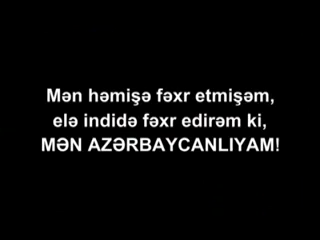 Mən həmişə fəxr etmişəm,
elə indidə fəxr edirəm ki,
MƏN AZƏRBAYCANLIYAM!